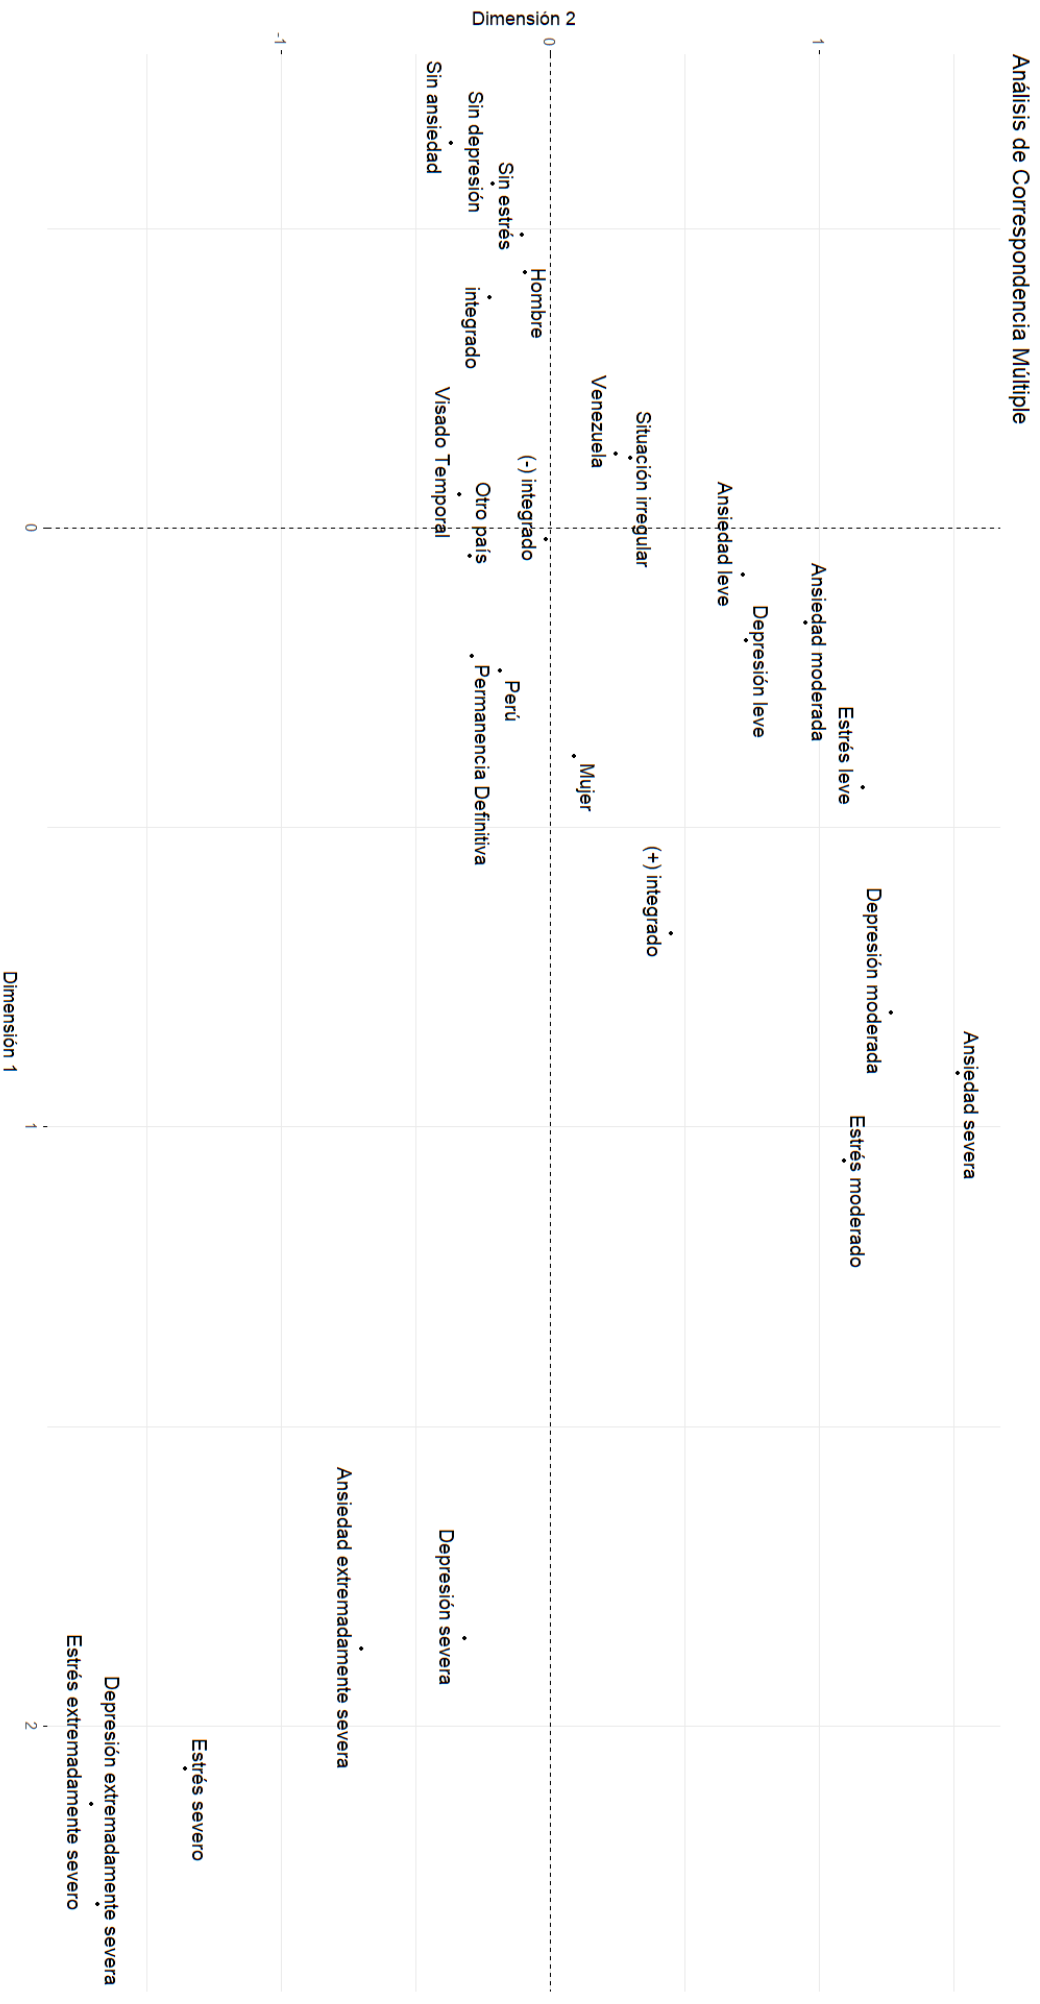 Análisis de Correspondencia Múltiple
Dimensión 2
1
0
-1
Ansiedad severa
Depresión moderada
Estrés moderado
Estrés leve
Ansiedad moderada
Depresión leve
Ansiedad leve
(+) integrado
Situación irregular
Venezuela
Mujer
Hombre
(-) integrado
Sin estrés
Perú
Otro país
Permanencia Definitiva
Sin depresión
integrado
Visado Temporal
Sin ansiedad
Depresión severa
Ansiedad extremadamente severa
Estrés severo
Depresión extremadamente severa
Estrés extremadamente severo
0
1
2
Dimensión 1